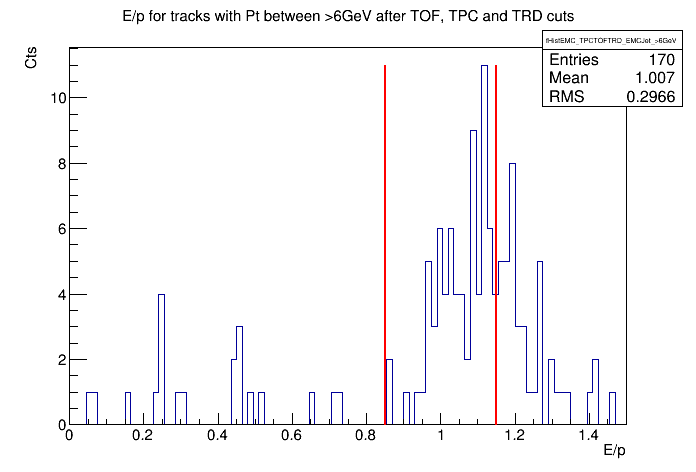 E/p for tracks with Pt between >6GeV after TOF, TPC and TRD cuts
fHistEMC_TPCTOFTRD_EMCJet_>6GeV
Entries 170
Mean 1.007
RMS 0.2966
Cts
10
8
6
4
2
0
0 0.2 0.4 0.6 0.8 1 1.2 1.4
E/p